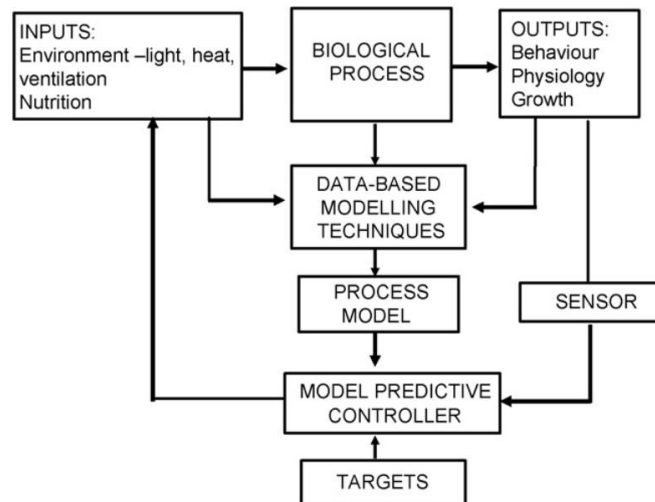 INPUTS:
Environment –light, heat,
ventilation
Nutrition
BIOLOGICAL
PROCESS
OUTPUTS:
Behaviour
Physiology
Growth
DATA-BASED
MODELLING
TECHNIQUES
PROCESS
MODEL
SENSOR
MODEL PREDICTIVE
CONTROLLER
TARGETS